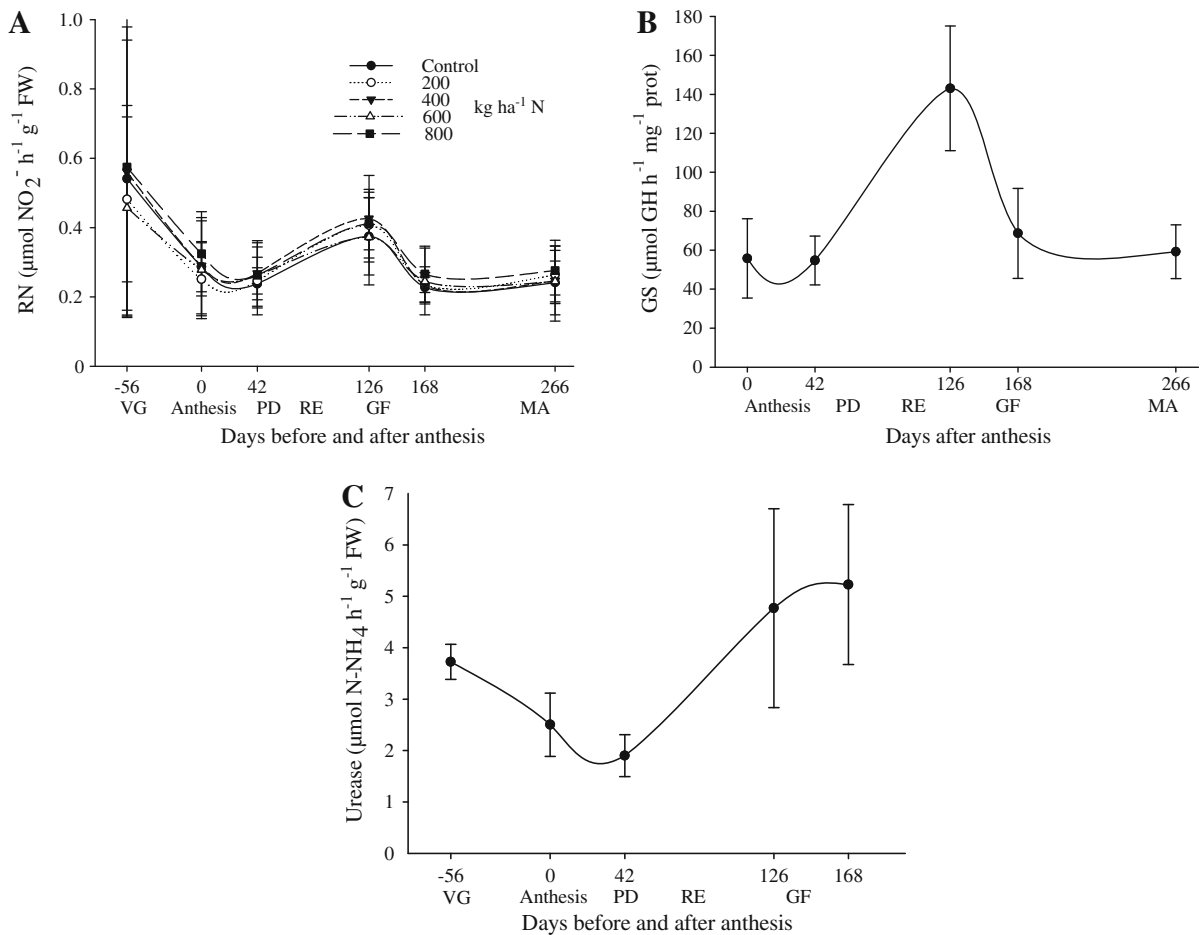 A
RN (µmol NO₂⁻ h⁻¹ g⁻¹ FW)
1.0
0.8
0.6
0.4
0.2
0
Control
200
400
600
800
kg ha⁻¹ N
-56 0 42 126 168 266
VG Anthesis PD RE GF MA
Days before and after anthesis
B
GS (µmol GH h⁻¹ mg⁻¹ prot)
180
160
140
120
100
80
60
40
20
0
0 42 126 168 266
Anthesis PD RE GF MA
Days after anthesis
C
Urease (µmol N-NH₄ h⁻¹ g⁻¹ FW)
7
6
5
4
3
2
1
0
-56 0 42 126 168
VG Anthesis PD RE GF
Days before and after anthesis